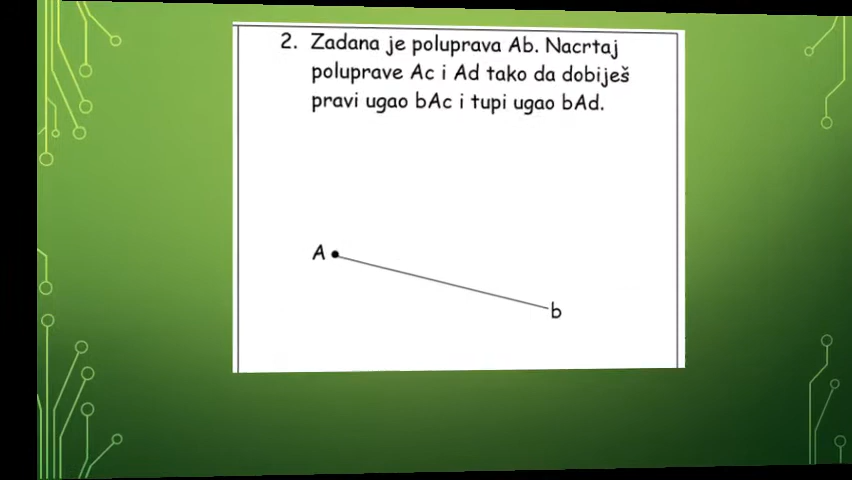 2. Zadana je poluprava Ab. Nacrtaj
poluprave Ac i Ad tako da dobiješ
pravi ugao bAc i tupi ugao bAd.
A
b